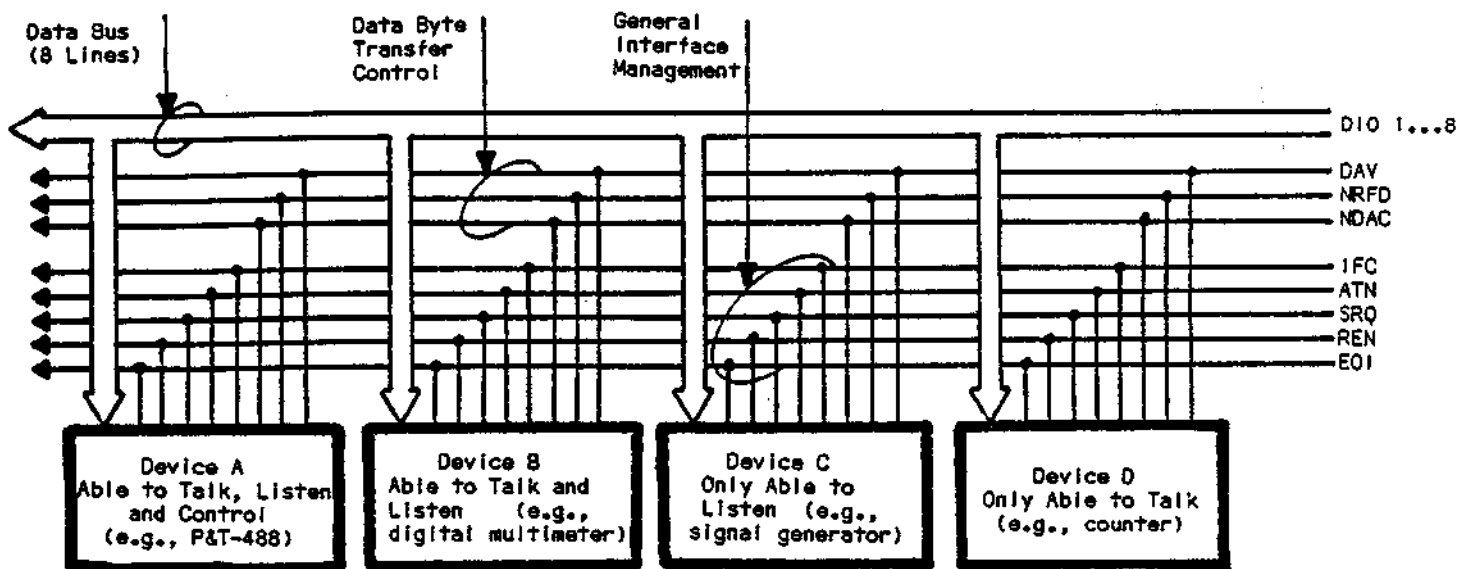 Data Bus
(8 Lines)
Data Byte
Transfer
Control
General
Interface
Management
DIO 1...8
DAV
NRFD
NDAC
IFC
ATN
SRQ
REN
EOI
Device A
Able to Talk, Listen
and Control
(e.g., P&T-488)
Device B
Able to Talk and
Listen (e.g.,
digital multimeter)
Device C
Only Able to
Listen (e.g.,
signal generator)
Device D
Only Able to Talk
(e.g., counter)